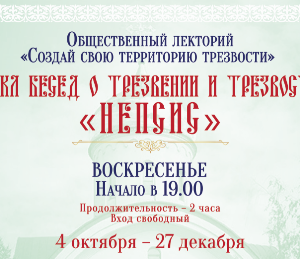 Общественный лекторий
«Создай свою территорию трезвости»
бесед о трезвении и
«НЕПСИС»
ВОСКРЕСЕНЬЕ
Начало в 19.00
Продолжительность – 2 часа
Вход свободный
4 октября – 27 декабря